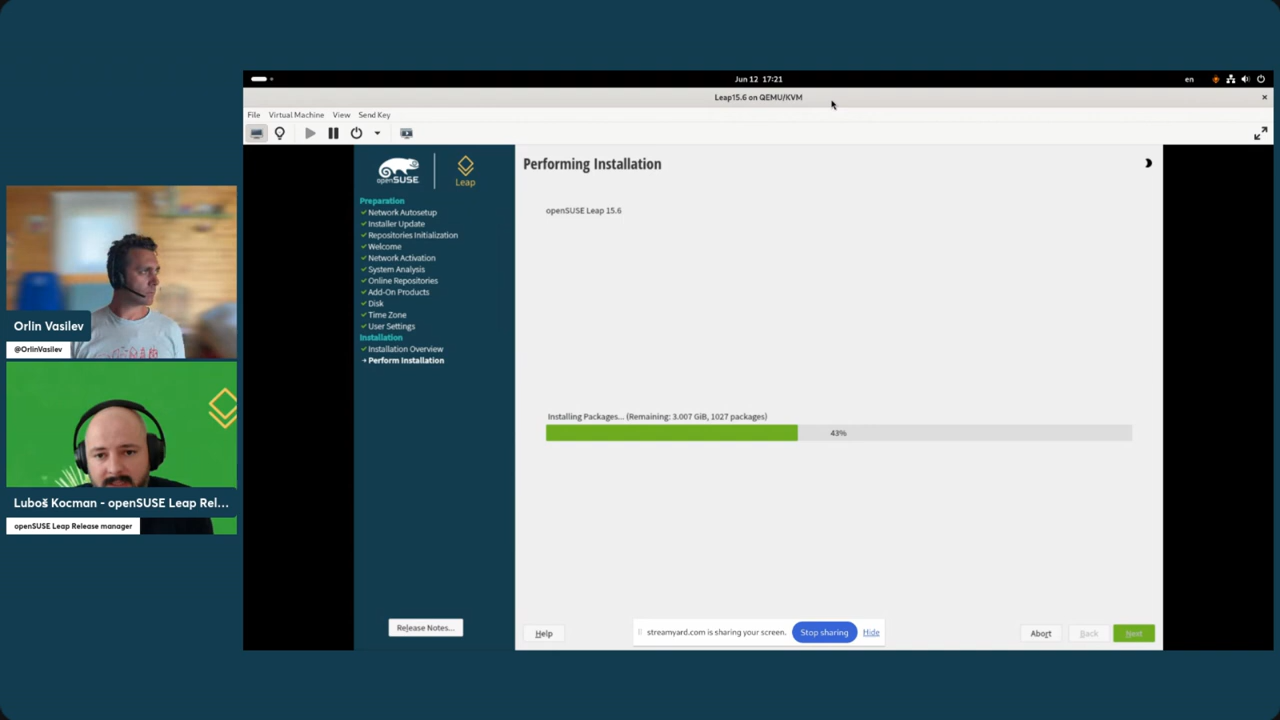 Jun 12 17:21
en
Leap15.6 on QEMU/KVM
File Virtual Machine View Send Key
openSUSE
Leap
Preparation
Network Autosetup
Installer Update
Repositories Initialization
Welcome
Network Activation
System Analysis
Online Repositories
Add-On Products
Disk
Time Zone
User Settings
Installation
Installation Overview
Perform Installation
Release Notes...
Performing Installation
openSUSE Leap 15.6
Installing Packages... (Remaining: 3.007 GiB, 1027 packages)
43%
Help
streamyard.com is sharing your screen. Stop sharing Hide
Abort Back Next
Orlin Vasilev
@OrlinVasilev
Luboš Kocman - openSUSE Leap Rel...
openSUSE Leap Release manager